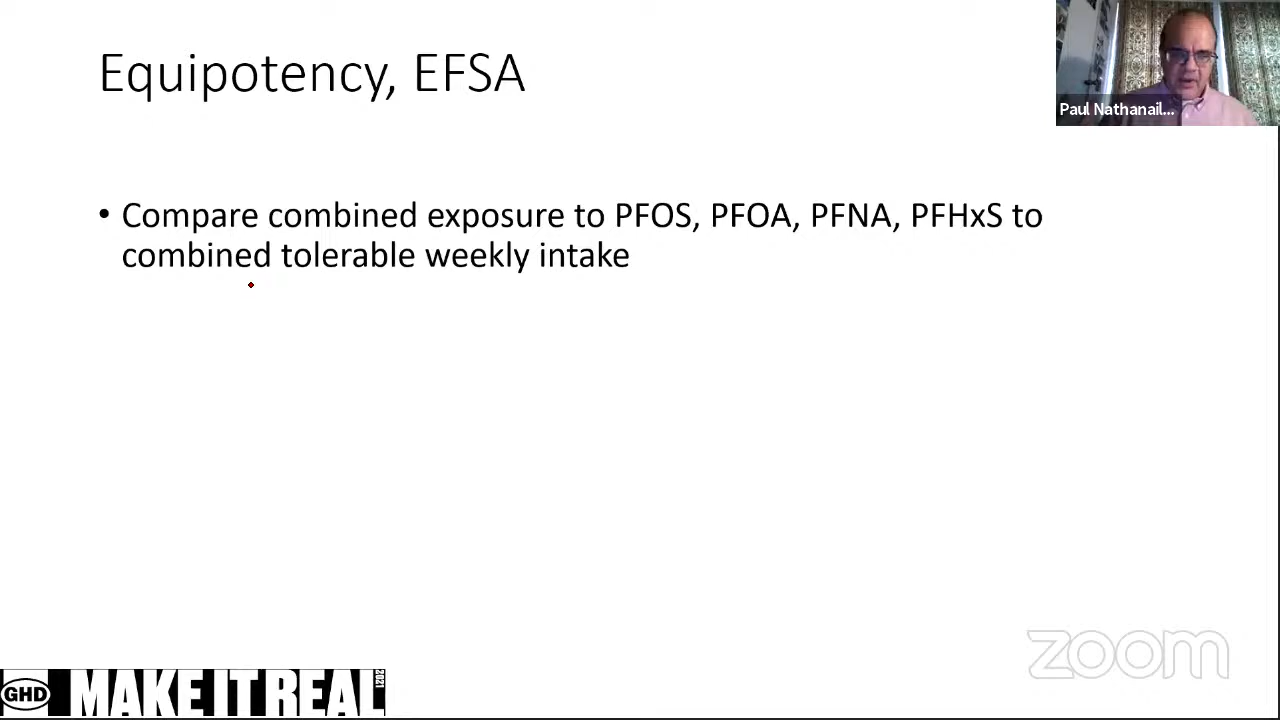 Equipotency, EFSA
Paul Nathanail...
• Compare combined exposure to PFOS, PFOA, PFNA, PFHxS to
combined tolerable weekly intake
zoom
GHD MAKE IT REAL 2021